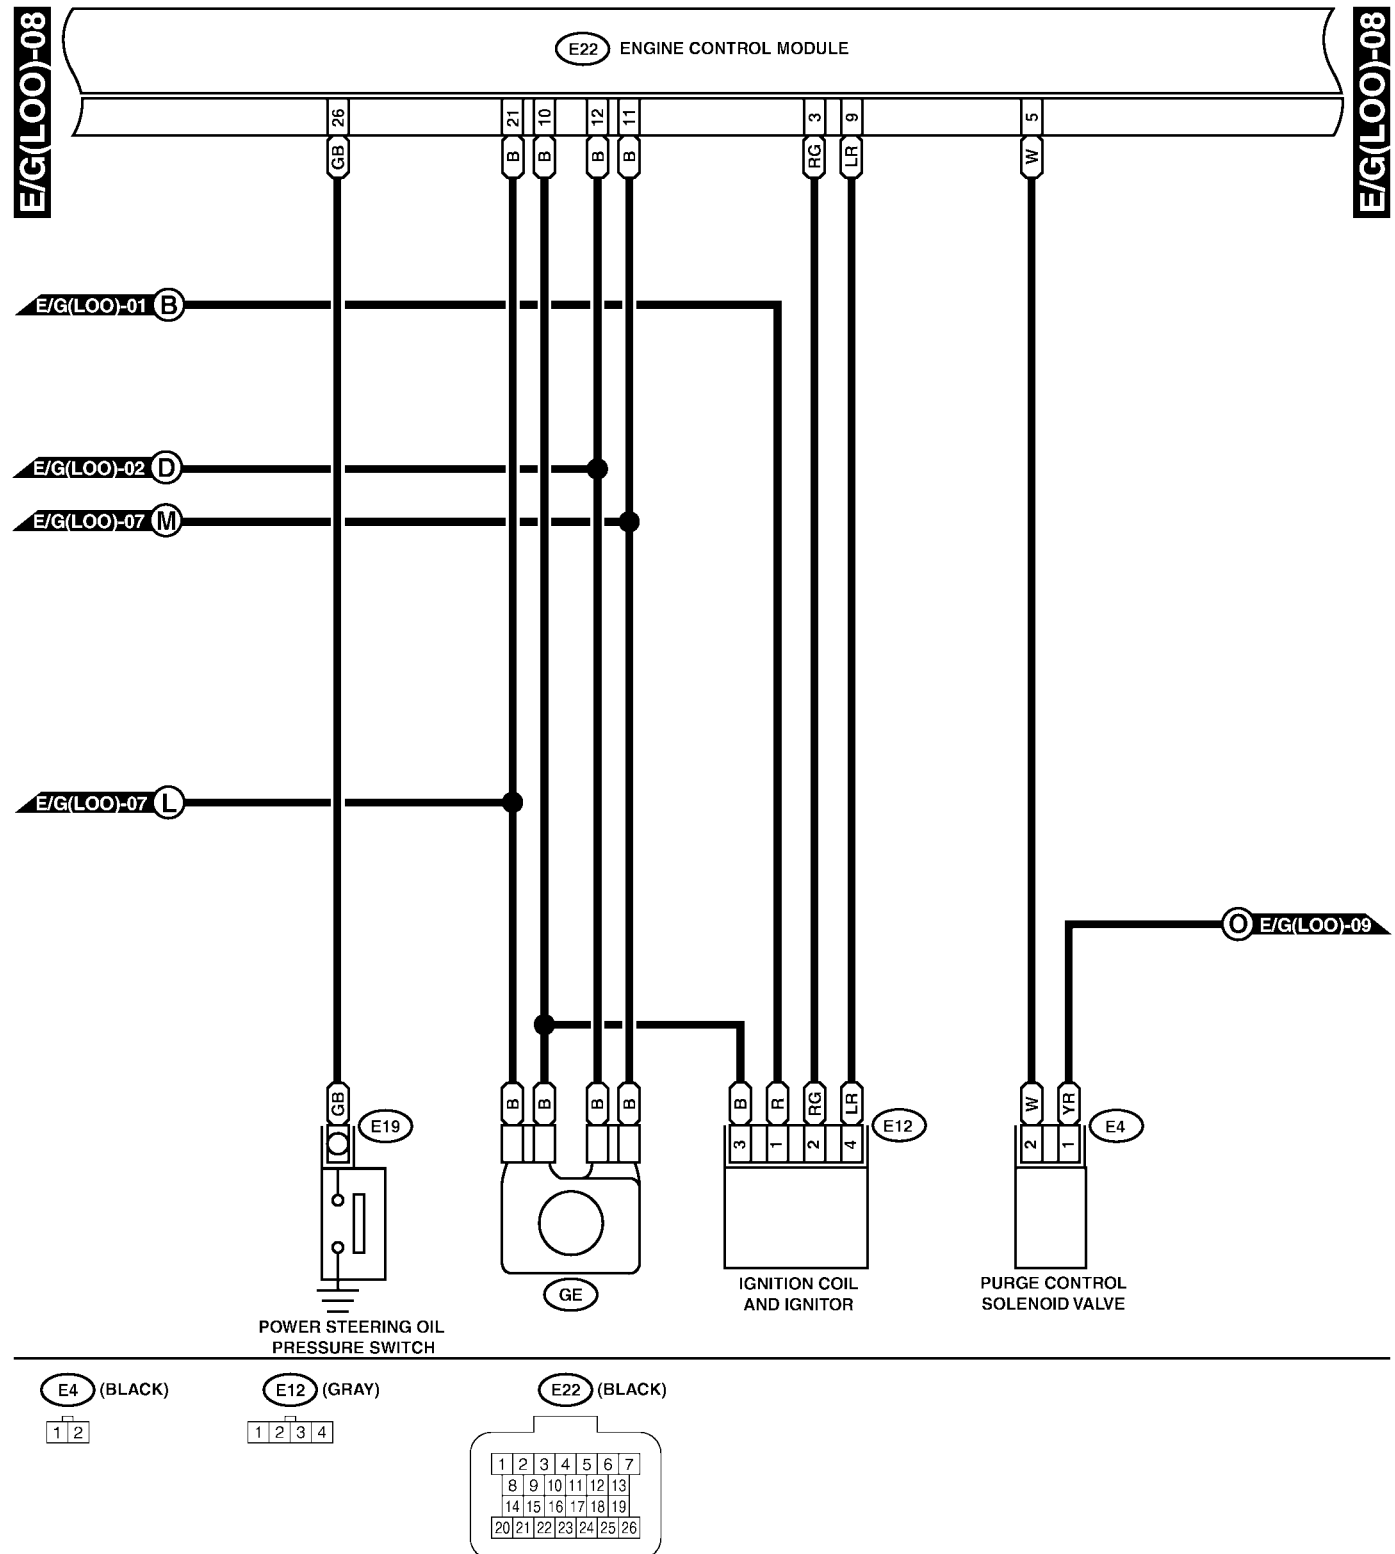 E/G(LOO)-08
E/G(LOO)-08
E22 ENGINE CONTROL MODULE
26 21 10 12 11 3 9 5
GB B B B B RG LR W
E/G(LOO)-01 B
E/G(LOO)-02 D
E/G(LOO)-07 M
E/G(LOO)-07 L
O E/G(LOO)-09
GB B B B B B R RG LR W YR
E19 E12 E4
3 1 2 4 2 1
GE
IGNITION COIL
AND IGNITOR
PURGE CONTROL
SOLENOID VALVE
POWER STEERING OIL
PRESSURE SWITCH
E4 (BLACK) E12 (GRAY) E22 (BLACK)
1 2
1 2 3 4
1 2 3 4 5 6 7
8 9 10 11 12 13
14 15 16 17 18 19
20 21 22 23 24 25 26